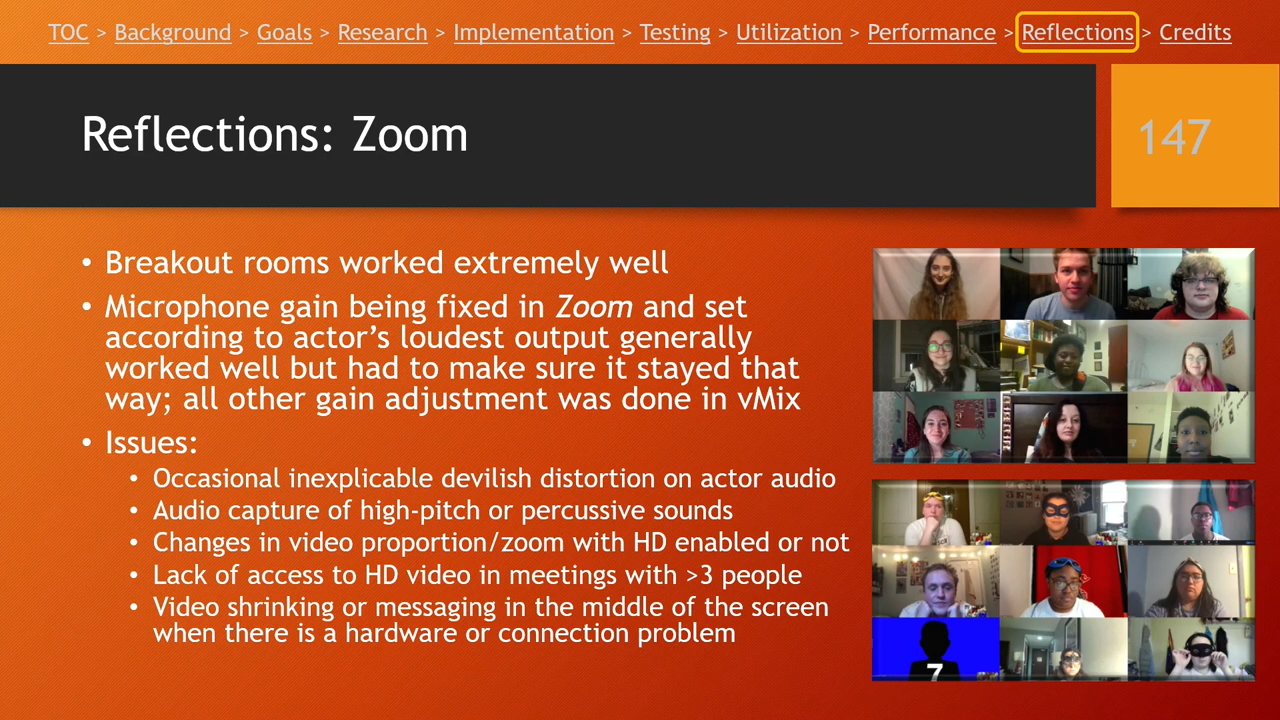 TOC > Background > Goals > Research > Implementation > Testing > Utilization > Performance > Reflections > Credits
Reflections: Zoom
147
• Breakout rooms worked extremely well
• Microphone gain being fixed in Zoom and set
according to actor’s loudest output generally
worked well but had to make sure it stayed that
way; all other gain adjustment was done in vMix
• Issues:
• Occasional inexplicable devilish distortion on actor audio
• Audio capture of high-pitch or percussive sounds
• Changes in video proportion/zoom with HD enabled or not
• Lack of access to HD video in meetings with >3 people
• Video shrinking or messaging in the middle of the screen
when there is a hardware or connection problem
7